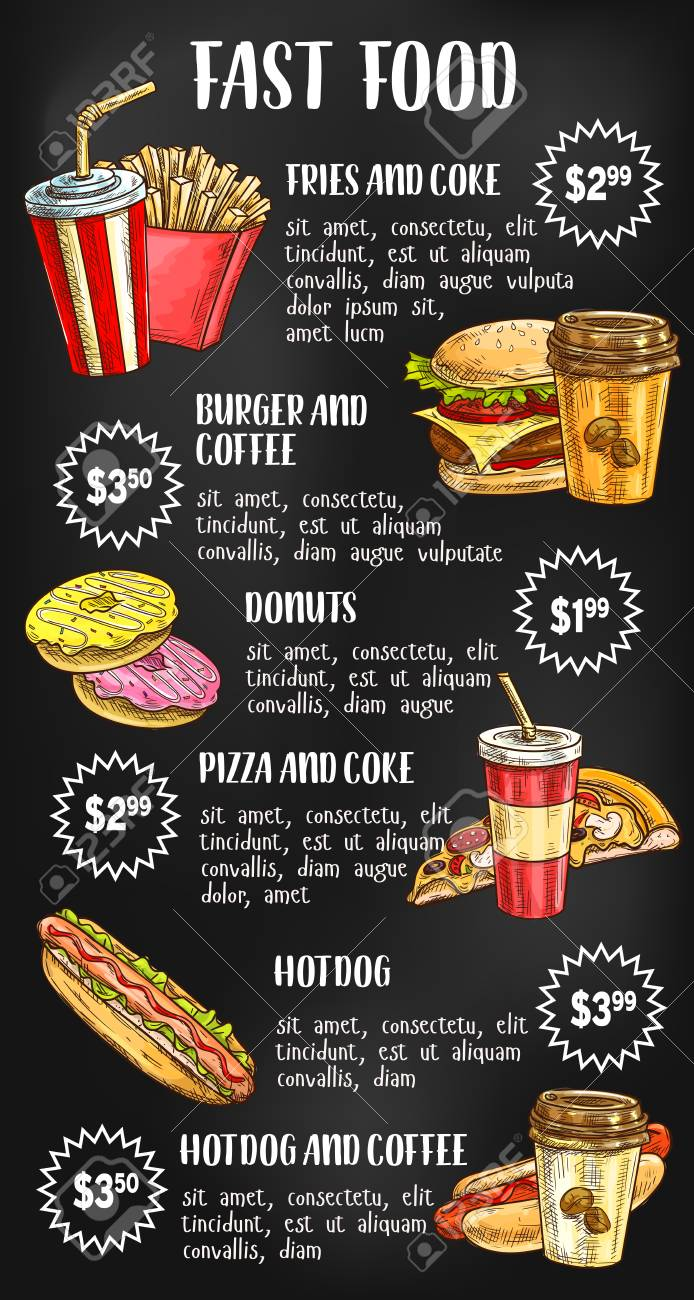 FAST FOOD
FRIES AND COKE
$2.99
sit amet, consectetu, elit
tincidunt, est ut aliquam
convallis, diam augue vulputa
dolor ipsum sit,
amet lucm
BURGER AND
COFFEE
$3.50
sit amet, consectetu,
tincidunt, est ut aliquam
convallis, diam augue vulputate
DONUTS
$1.99
sit amet, consectetu, elit
tincidunt, est ut aliquam
convallis, diam augue
PIZZA AND COKE
$2.99
sit amet, consectetu, elit
tincidunt, est ut aliquam
convallis, diam augue
dolor, amet
HOTDOG
$3.99
sit amet, consectetu, elit
tincidunt, est ut aliquam
convallis, diam
HOTDOG AND COFFEE
$3.50
sit amet, consectetu, elit
tincidunt, est ut aliquam
convallis, diam
123RF